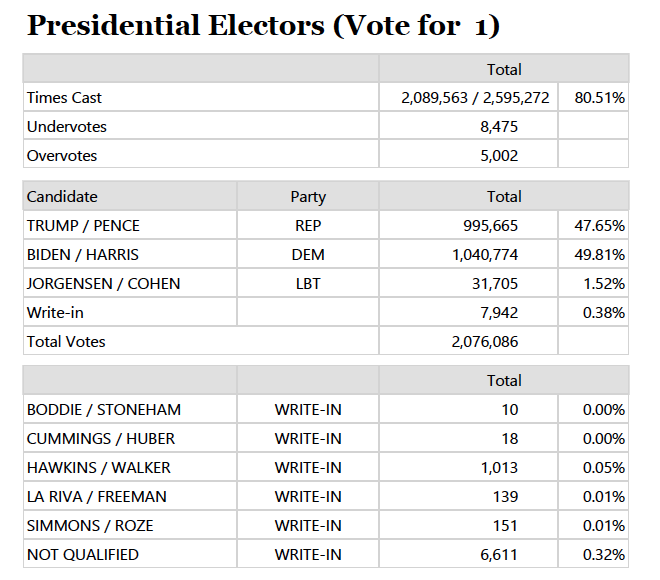 Presidential Electors (Vote for  1)
Total
Times Cast 2,089,563 / 2,595,272 80.51%
Undervotes 8,475
Overvotes 5,002
Candidate Party Total
TRUMP / PENCE REP 995,665 47.65%
BIDEN / HARRIS DEM 1,040,774 49.81%
JORGENSEN / COHEN LBT 31,705 1.52%
Write-in 7,942 0.38%
Total Votes 2,076,086
Total
BODDIE / STONEHAM WRITE-IN 10 0.00%
CUMMINGS / HUBER WRITE-IN 18 0.00%
HAWKINS / WALKER WRITE-IN 1,013 0.05%
LA RIVA / FREEMAN WRITE-IN 139 0.01%
SIMMONS / ROZE WRITE-IN 151 0.01%
NOT QUALIFIED WRITE-IN 6,611 0.32%